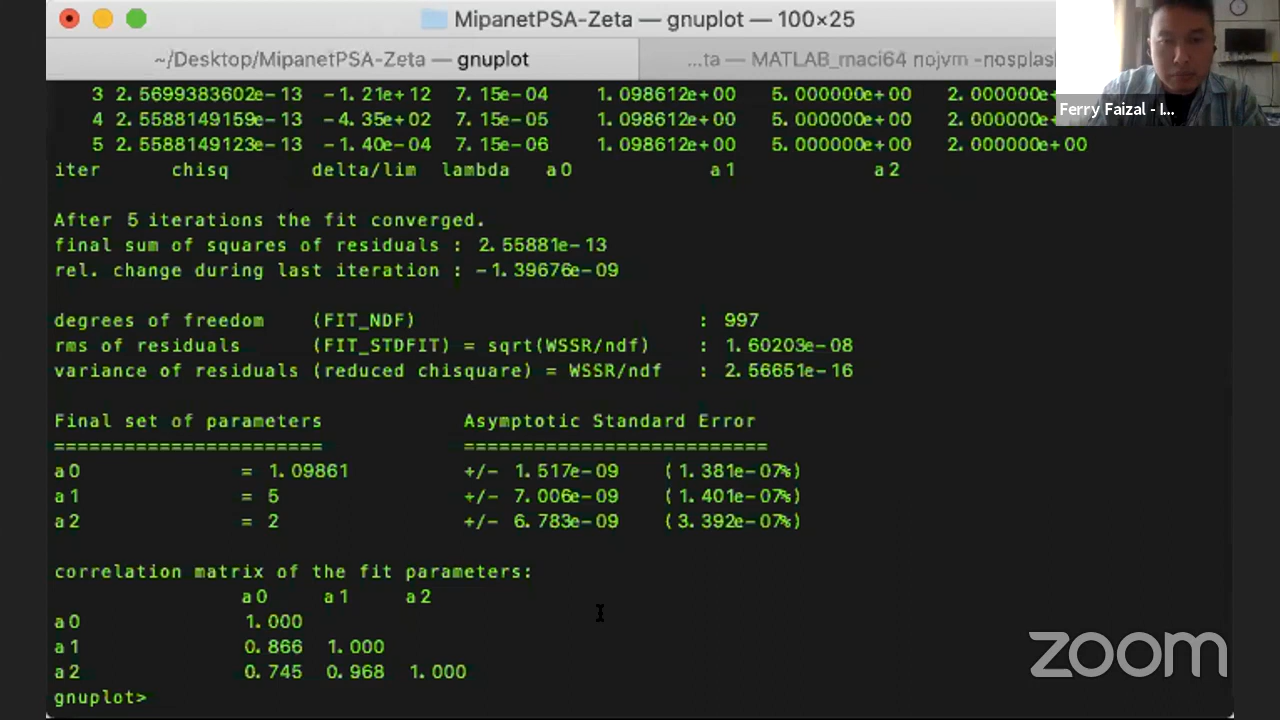 MipanetPSA-Zeta — gnuplot — 100×25
~/Desktop/MipanetPSA-Zeta — gnuplot
...ta — MATLAB_maci64 nojvm -nosplas
3 2.5699383602e-13 -1.21e+12 7.15e-04 1.098612e+00 5.000000e+00 2.000000e+
4 2.5588149159e-13 -4.35e+02 7.15e-05 1.098612e+00 5.000000e+00 2.000000e+
5 2.5588149123e-13 -1.40e-04 7.15e-06 1.098612e+00 5.000000e+00 2.000000e+00
iter chisq delta/lim lambda a0 a1 a2
After 5 iterations the fit converged.
final sum of squares of residuals : 2.55881e-13
rel. change during last iteration : -1.39676e-09
degrees of freedom (FIT_NDF) : 997
rms of residuals (FIT_STDFIT) = sqrt(WSSR/ndf) : 1.60203e-08
variance of residuals (reduced chisquare) = WSSR/ndf : 2.56651e-16
Final set of parameters Asymptotic Standard Error
======================= ==========================
a0 = 1.09861 +/- 1.517e-09 (1.381e-07%)
a1 = 5 +/- 7.006e-09 (1.401e-07%)
a2 = 2 +/- 6.783e-09 (3.392e-07%)
correlation matrix of the fit parameters:
a0 a1 a2
a0 1.000
a1 0.866 1.000
a2 0.745 0.968 1.000
gnuplot>
Ferry Faizal - I...
zoom